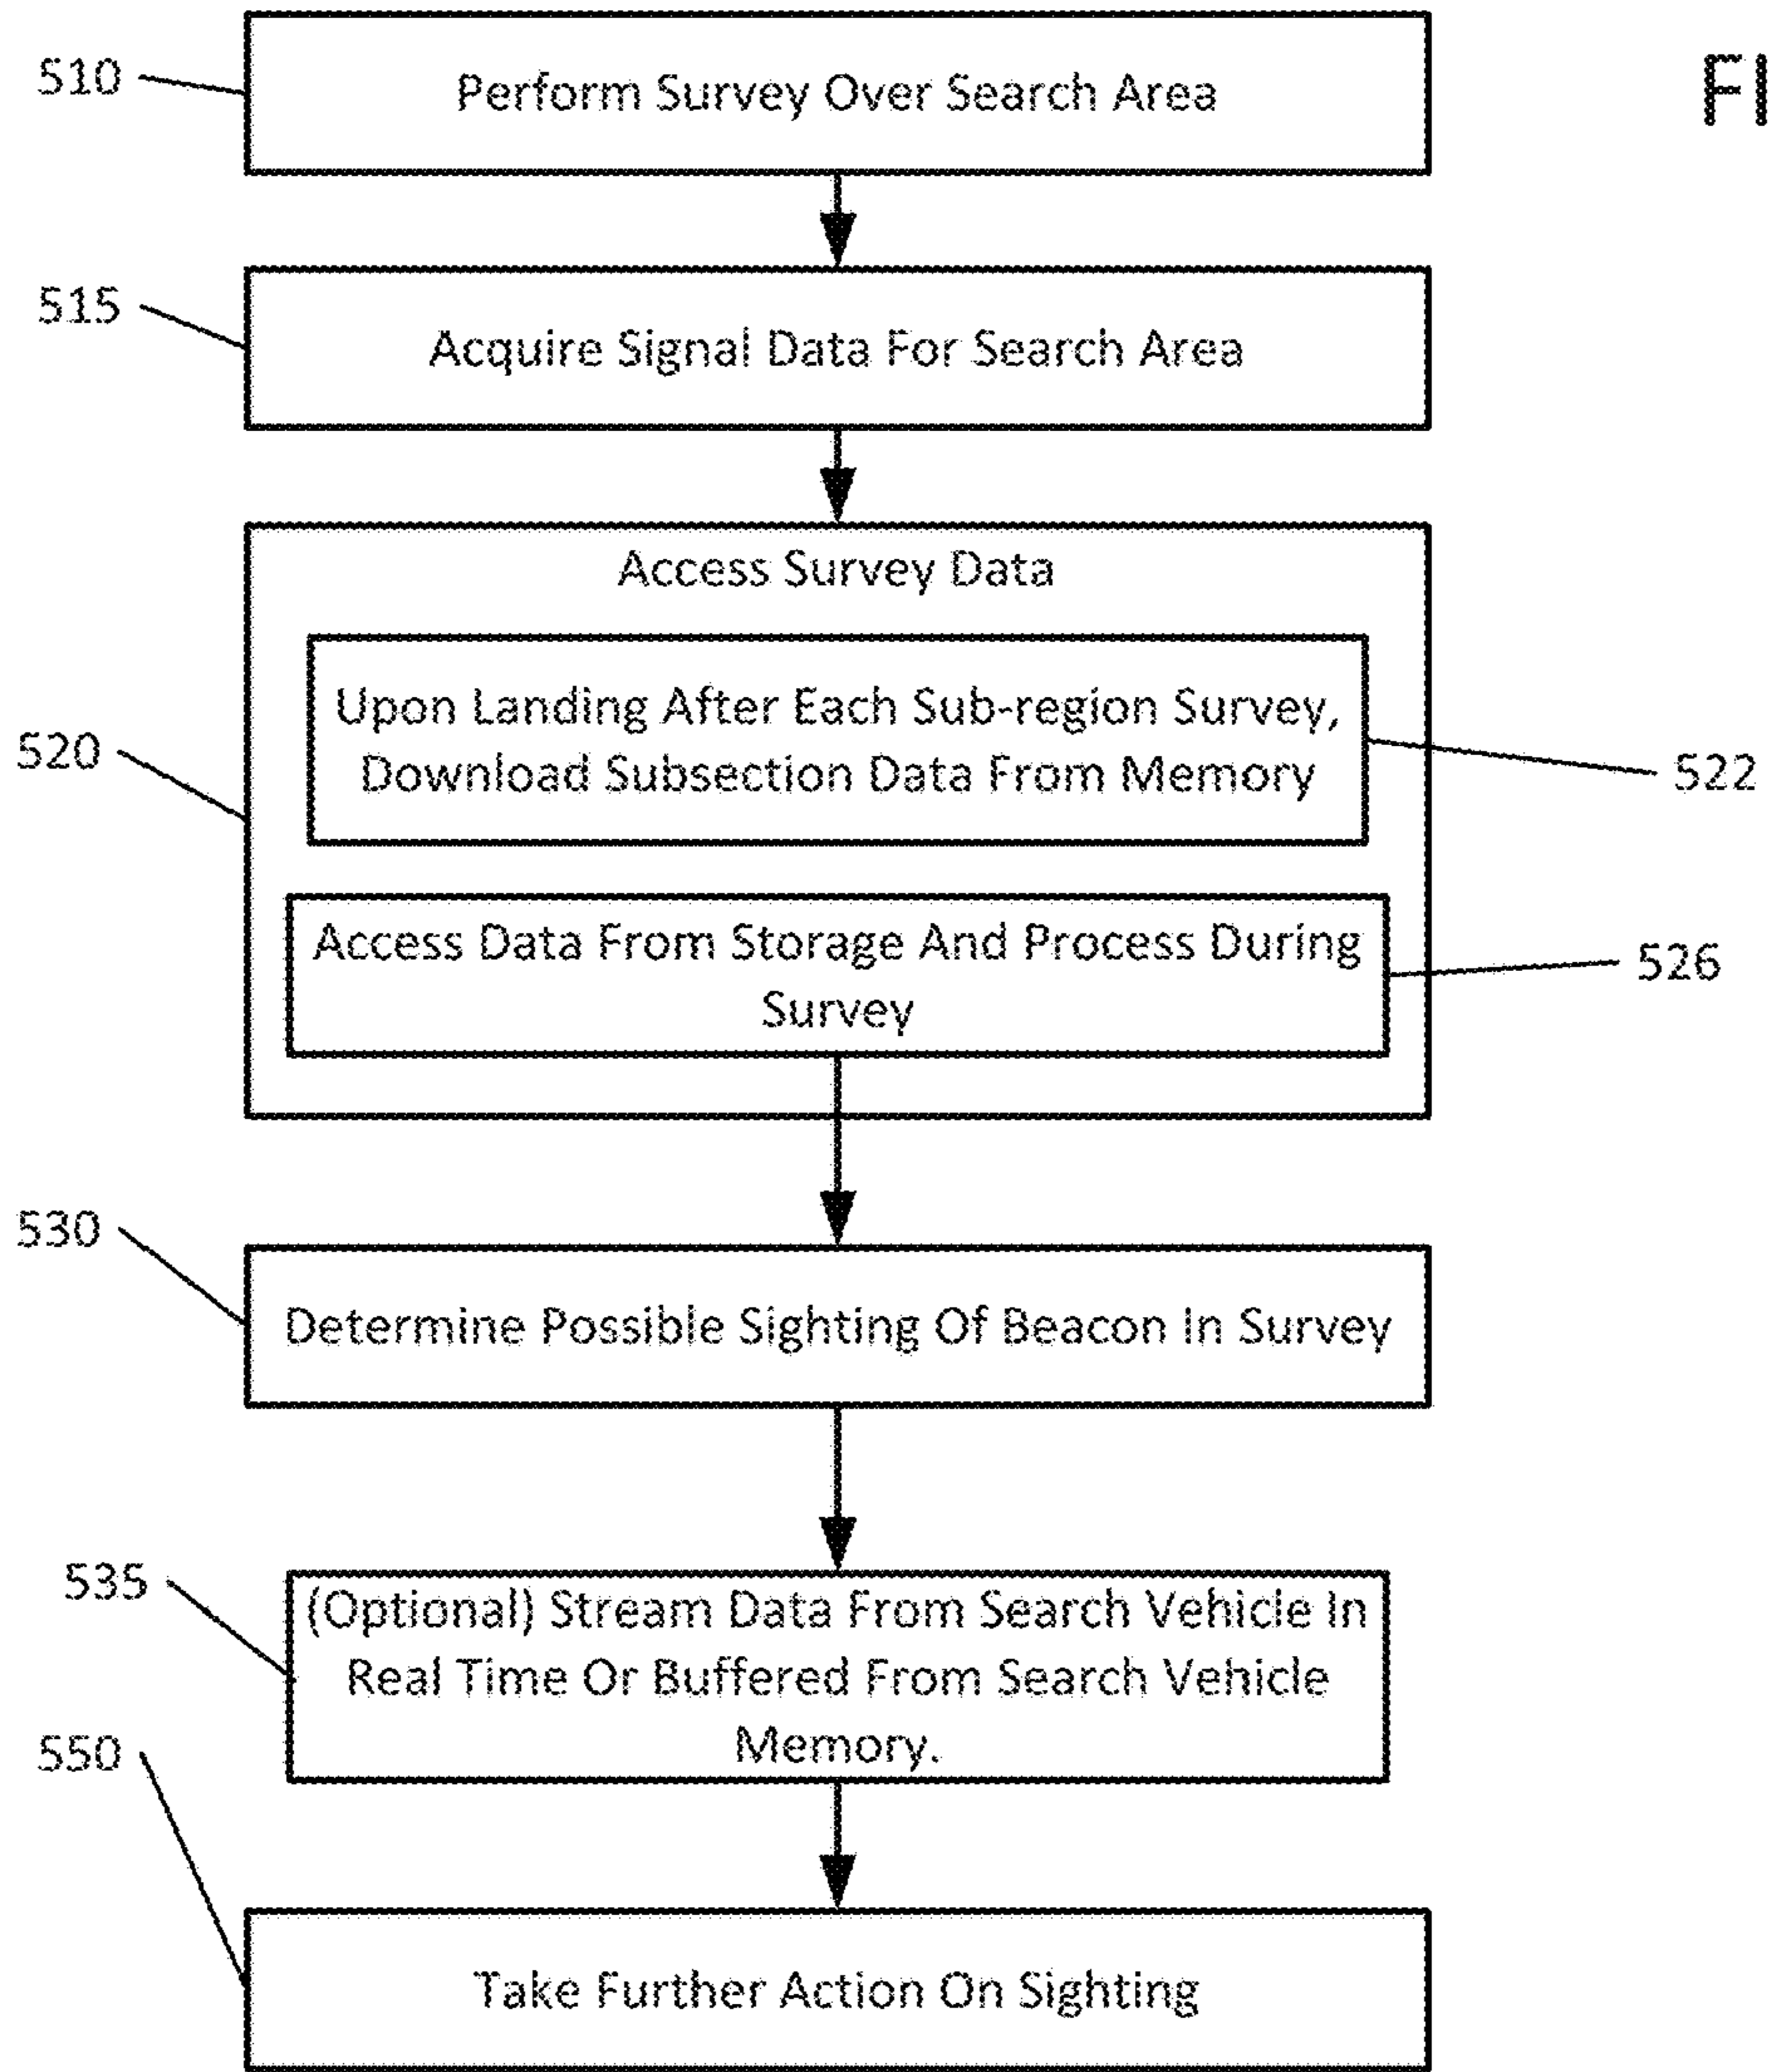 FI
510
Perform Survey Over Search Area
515
Acquire Signal Data For Search Area
520
Access Survey Data
Upon Landing After Each Sub-region Survey,
Download Subsection Data From Memory
522
Access Data From Storage And Process During
Survey
526
530
Determine Possible Sighting Of Beacon In Survey
535
(Optional) Stream Data From Search Vehicle In
Real Time Or Buffered From Search Vehicle
Memory.
550
Take Further Action On Sighting